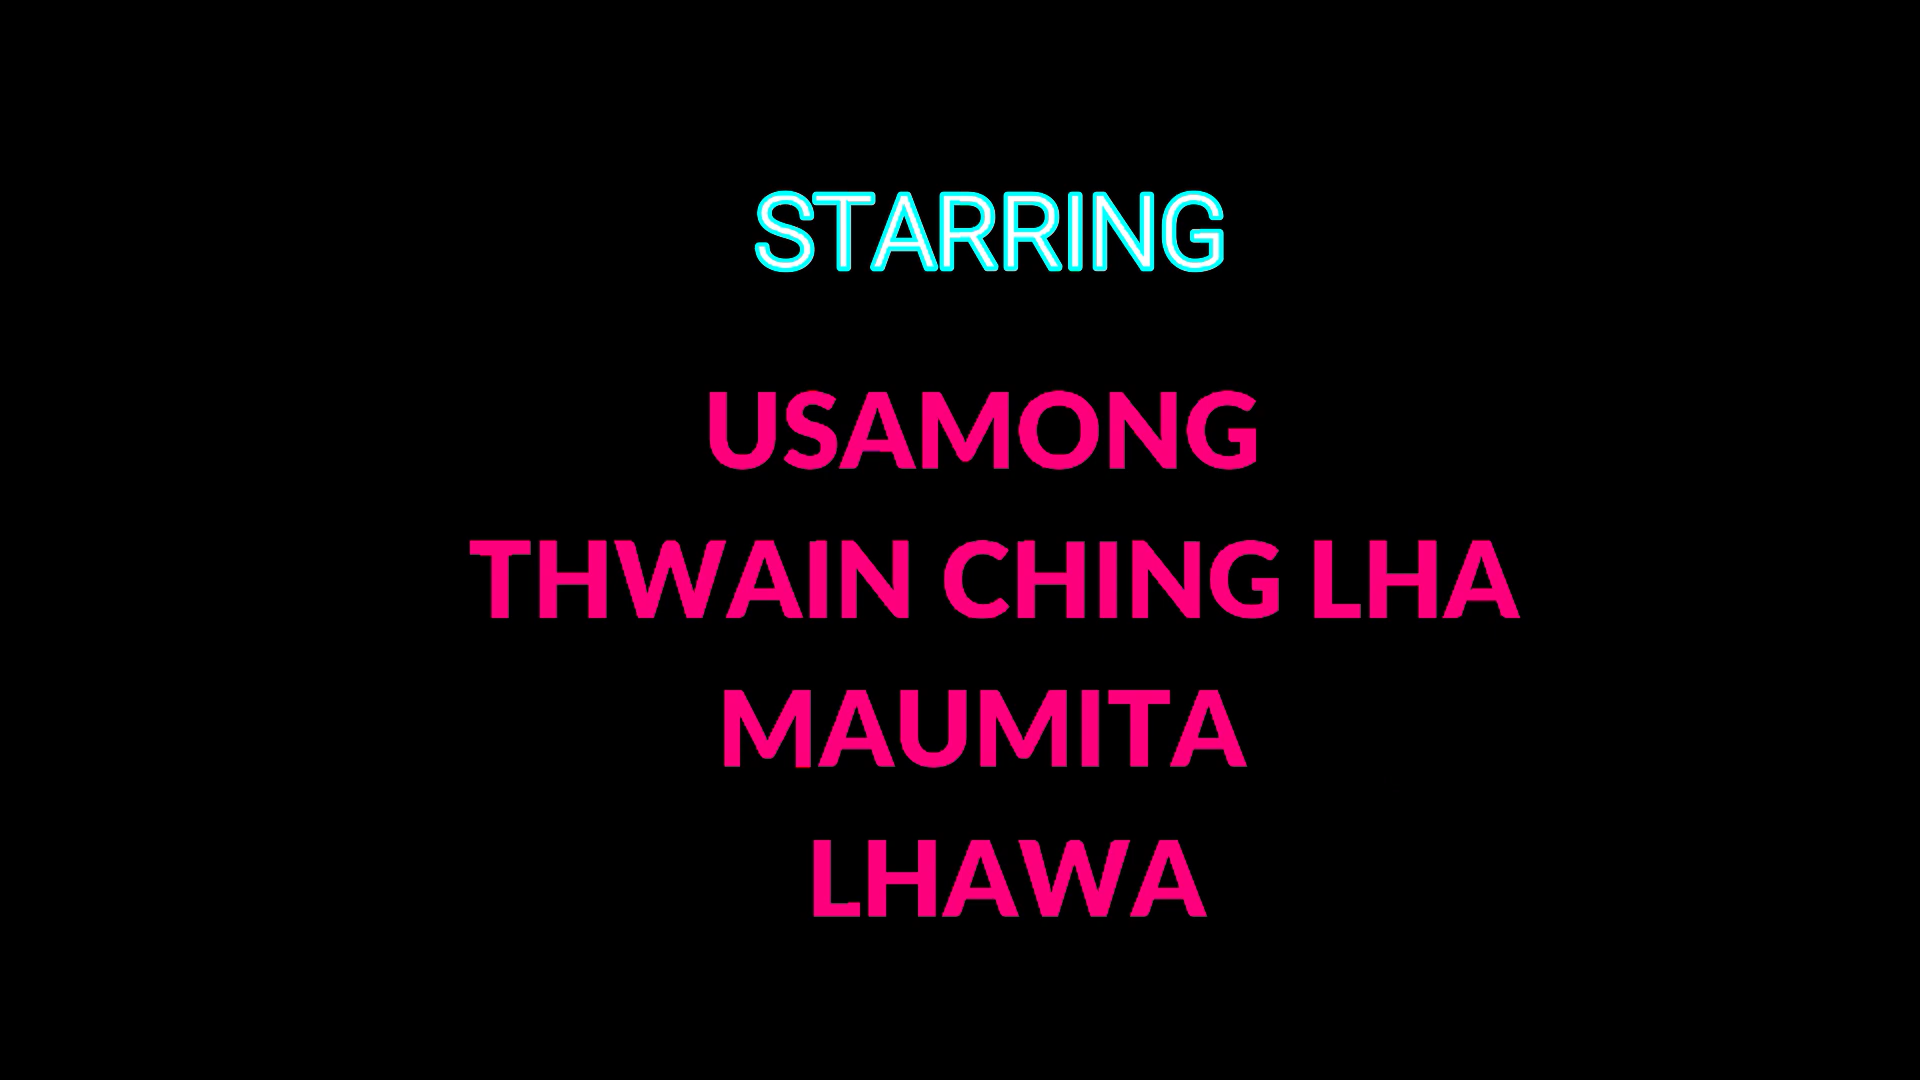 STARRING
USAMONG
THWAIN CHING LHA
MAUMITA
LHAWA